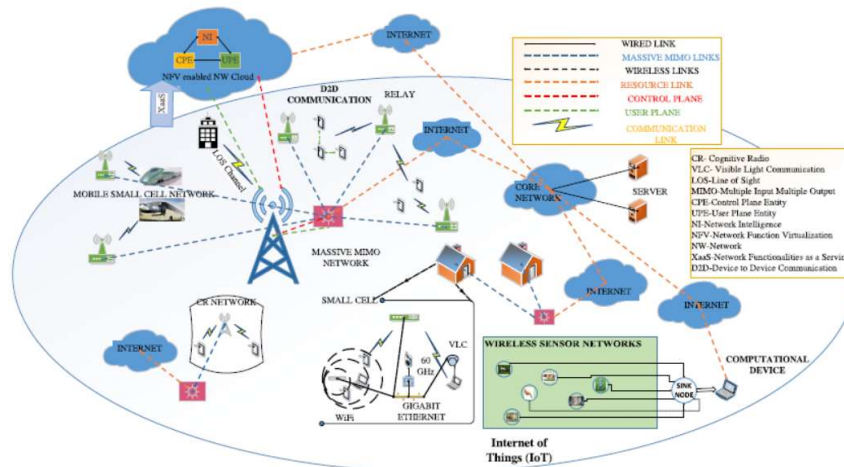 NI
CPE
UPE
NFV enabled NW Cloud
XaaS
INTERNET
WIRED LINK
MASSIVE MIMO LINKS
WIRELESS LINKS
RESOURCE LINK
CONTROL PLANE
USER PLANE
COMMUNICATION
LINK
D2D
COMMUNICATION
RELAY
INTERNET
LOS Channel
MOBILE SMALL CELL NETWORK
CORE
NETWORK
SERVER
CR- Cognitive Radio
VLC- Visible Light Communication
LOS-Line of Sight
MIMO-Multiple Input Multiple Output
CPE-Control Plane Entity
UPE-User Plane Entity
NI-Network Intelligence
NFV-Network Function Virtualization
NW-Network
XaaS-Network Functionalities as a Service
D2D-Device to Device Communication
MASSIVE MIMO
NETWORK
SMALL CELL
INTERNET
INTERNET
CR NETWORK
INTERNET
60
GHz
VLC
WiFi
GIGABIT
ETHERNET
WIRELESS SENSOR NETWORKS
SINK
NODE
COMPUTATIONAL
DEVICE
Internet of
Things (IoT)